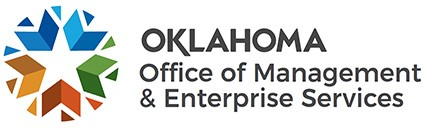 OKLAHOMA
Office of Management
& Enterprise Services